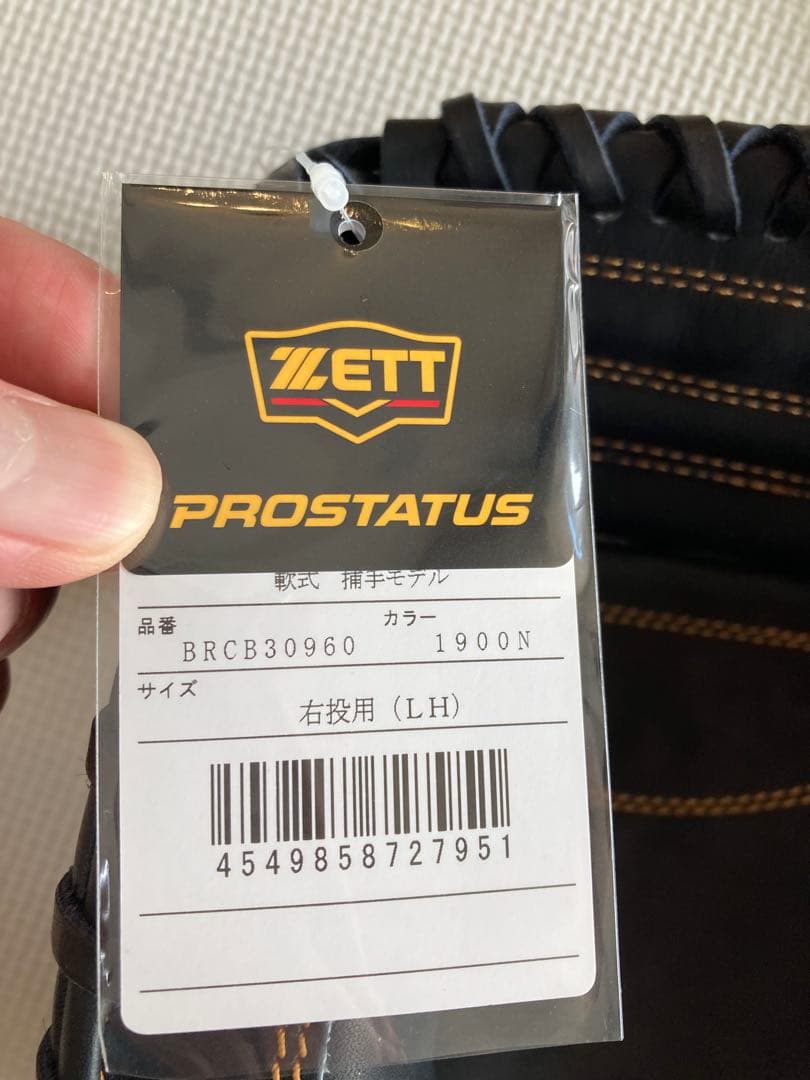 ZETT
PROSTATUS
軟式 捕手モデル
品番 カラー
BRCB30960 1900N
サイズ
右投用（LH）
4549858727951